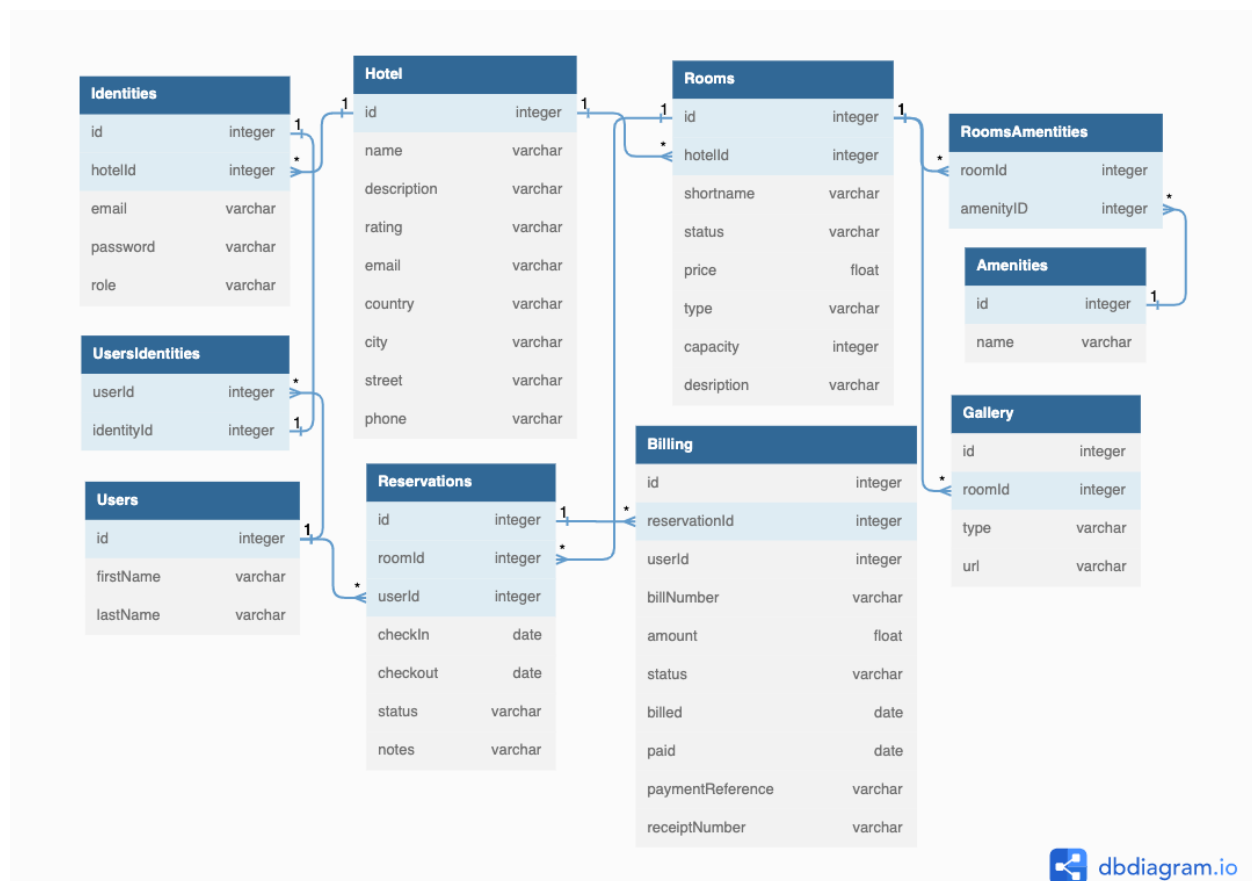 Identities
id integer
hotelId integer
email varchar
password varchar
role varchar
UsersIdentities
userId integer
identityId integer
Users
id integer
firstName varchar
lastName varchar
Hotel
id integer
name varchar
description varchar
rating varchar
email varchar
country varchar
city varchar
street varchar
phone varchar
Reservations
id integer
roomId integer
userId integer
checkIn date
checkout date
status varchar
notes varchar
Rooms
id integer
hotelId integer
shortname varchar
status varchar
price float
type varchar
capacity integer
desription varchar
Billing
id integer
reservationId integer
userId integer
billNumber varchar
amount float
status varchar
billed date
paid date
paymentReference varchar
receiptNumber varchar
RoomsAmentities
roomId integer
amenityID integer
Amenities
id integer
name varchar
Gallery
id integer
roomId integer
type varchar
url varchar
1
*
1
*
1
1
*
1
*
1
*
1
*
1
*
*
1
*
dbdiagram.io